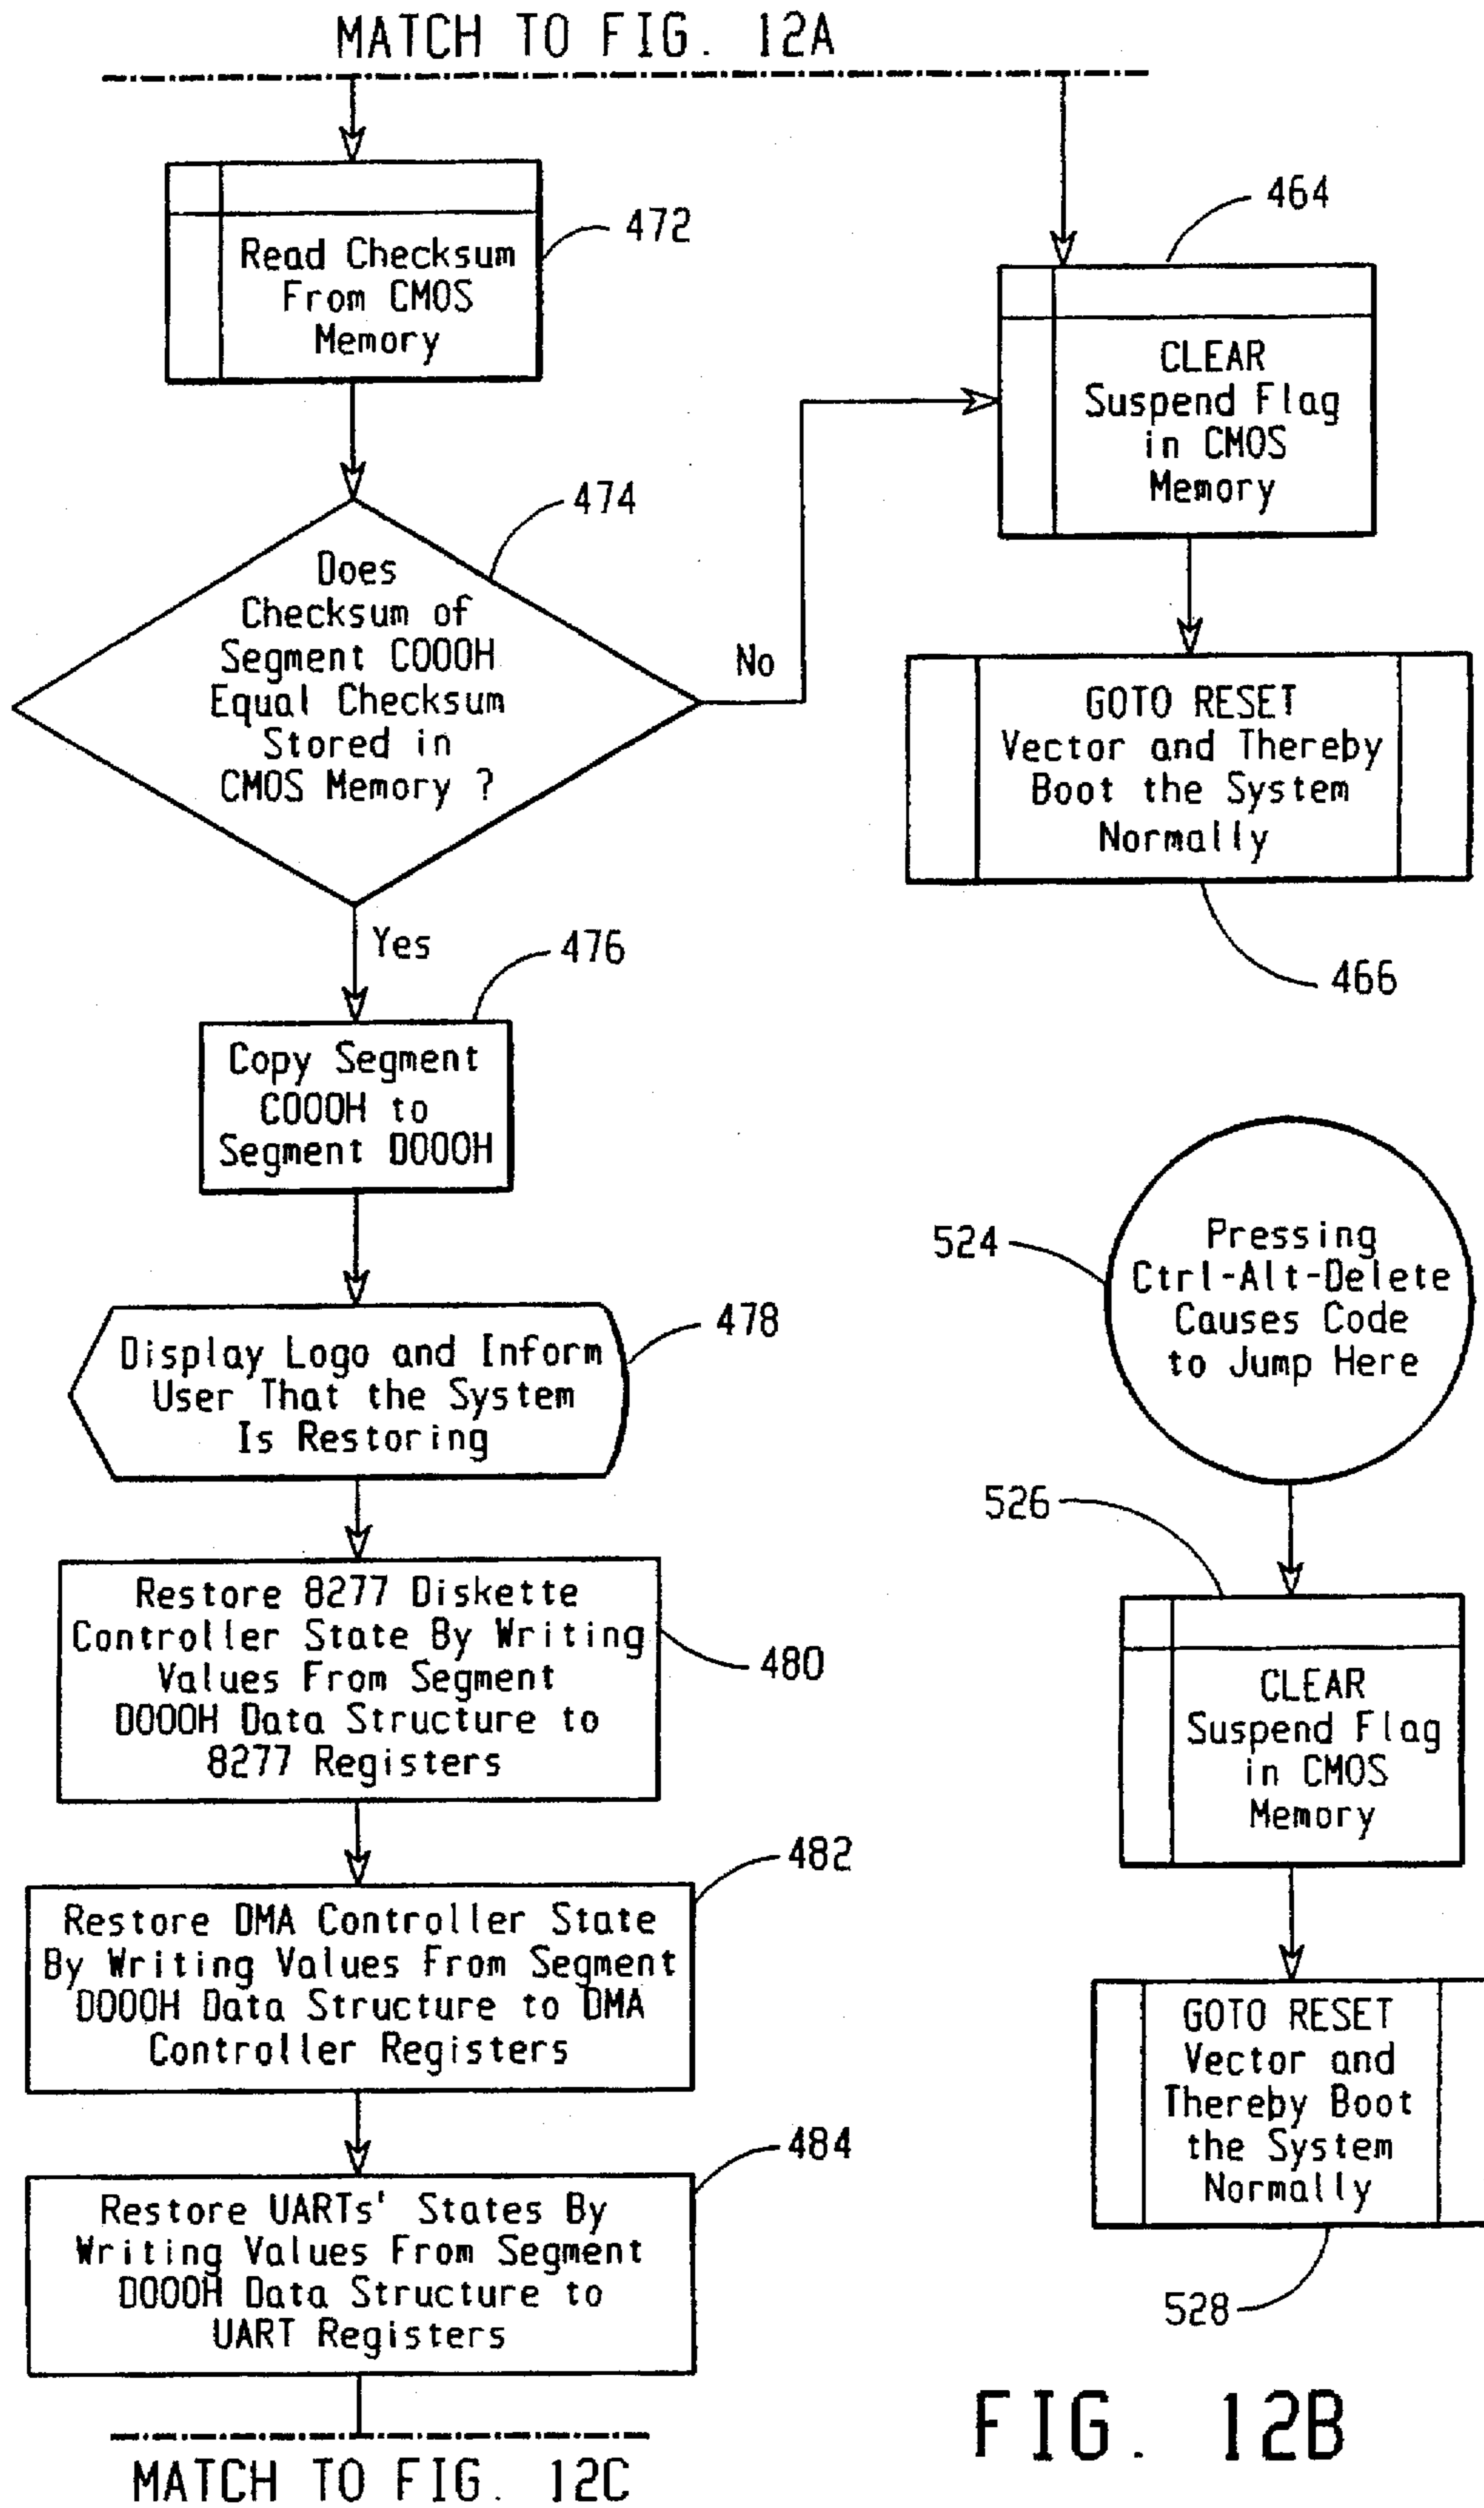 MATCH TO FIG. 12A
472
Read Checksum
From CMOS
Memory
464
CLEAR
Suspend Flag
in CMOS
Memory
474
Does
Checksum of
Segment C000H
Equal Checksum
Stored in
CMOS Memory ?
No
GOTO RESET
Vector and Thereby
Boot the System
Normally
466
Yes
476
Copy Segment
C000H to
Segment D000H
478
Display Logo and Inform
User That the System
Is Restoring
524
Pressing
Ctrl-Alt-Delete
Causes Code
to Jump Here
480
Restore 8277 Diskette
Controller State By Writing
Values From Segment
D000H Data Structure to
8277 Registers
526
CLEAR
Suspend Flag
in CMOS
Memory
482
Restore DMA Controller State
By Writing Values From Segment
D000H Data Structure to DMA
Controller Registers
GOTO RESET
Vector and
Thereby Boot
the System
Normally
528
484
Restore UARTs' States By
Writing Values From Segment
D000H Data Structure to
UART Registers
FIG. 12B
MATCH TO FIG. 12C